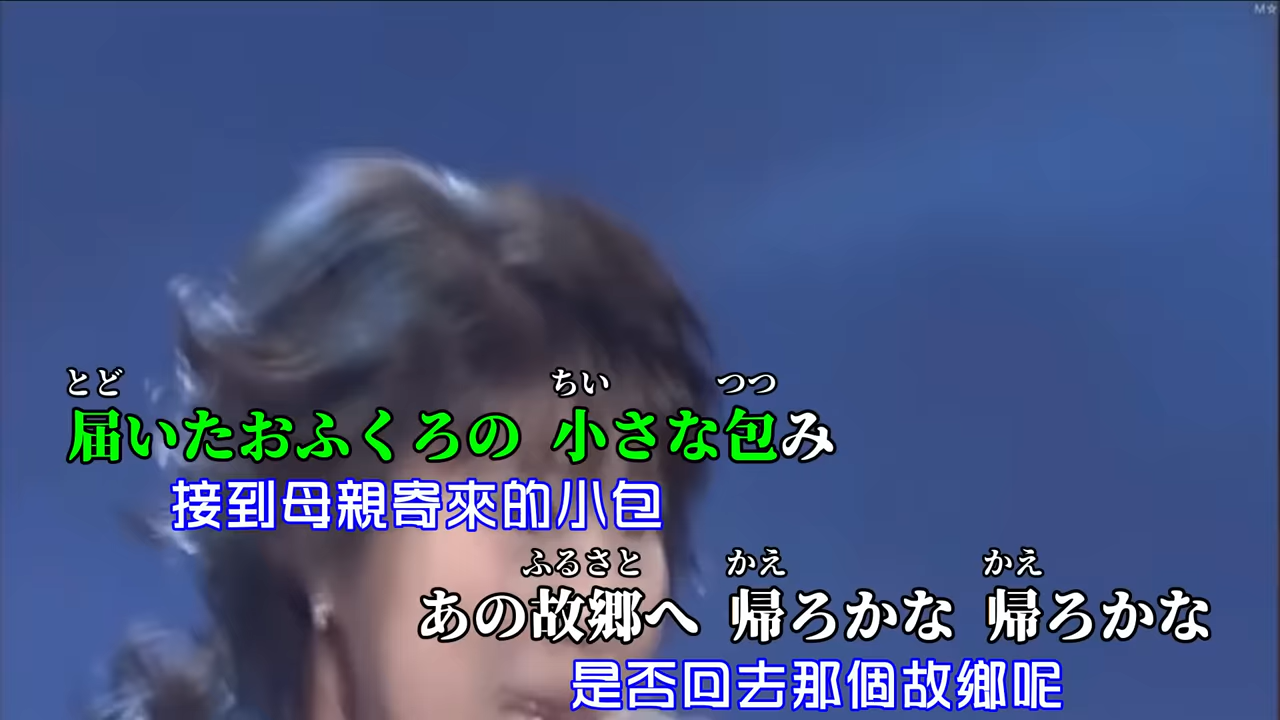 M☆
とど ちい つつ
届いたおふくろの 小さな包み
接到母親寄來的小包
ふるさと かえ かえ
あの故郷へ 帰ろかな 帰ろかな
是否回去那個故鄉呢